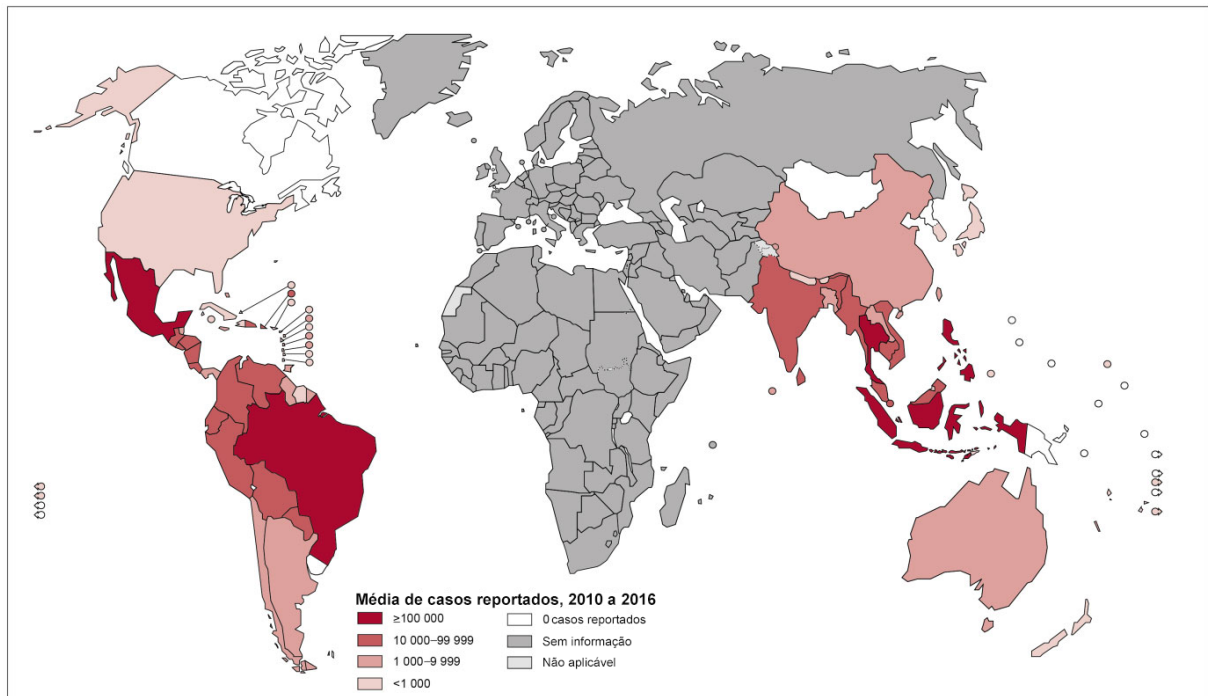 Média de casos reportados, 2010 a 2016
≥100 000
10 000–99 999
1 000–9 999
<1 000
0 casos reportados
Sem informação
Não aplicável